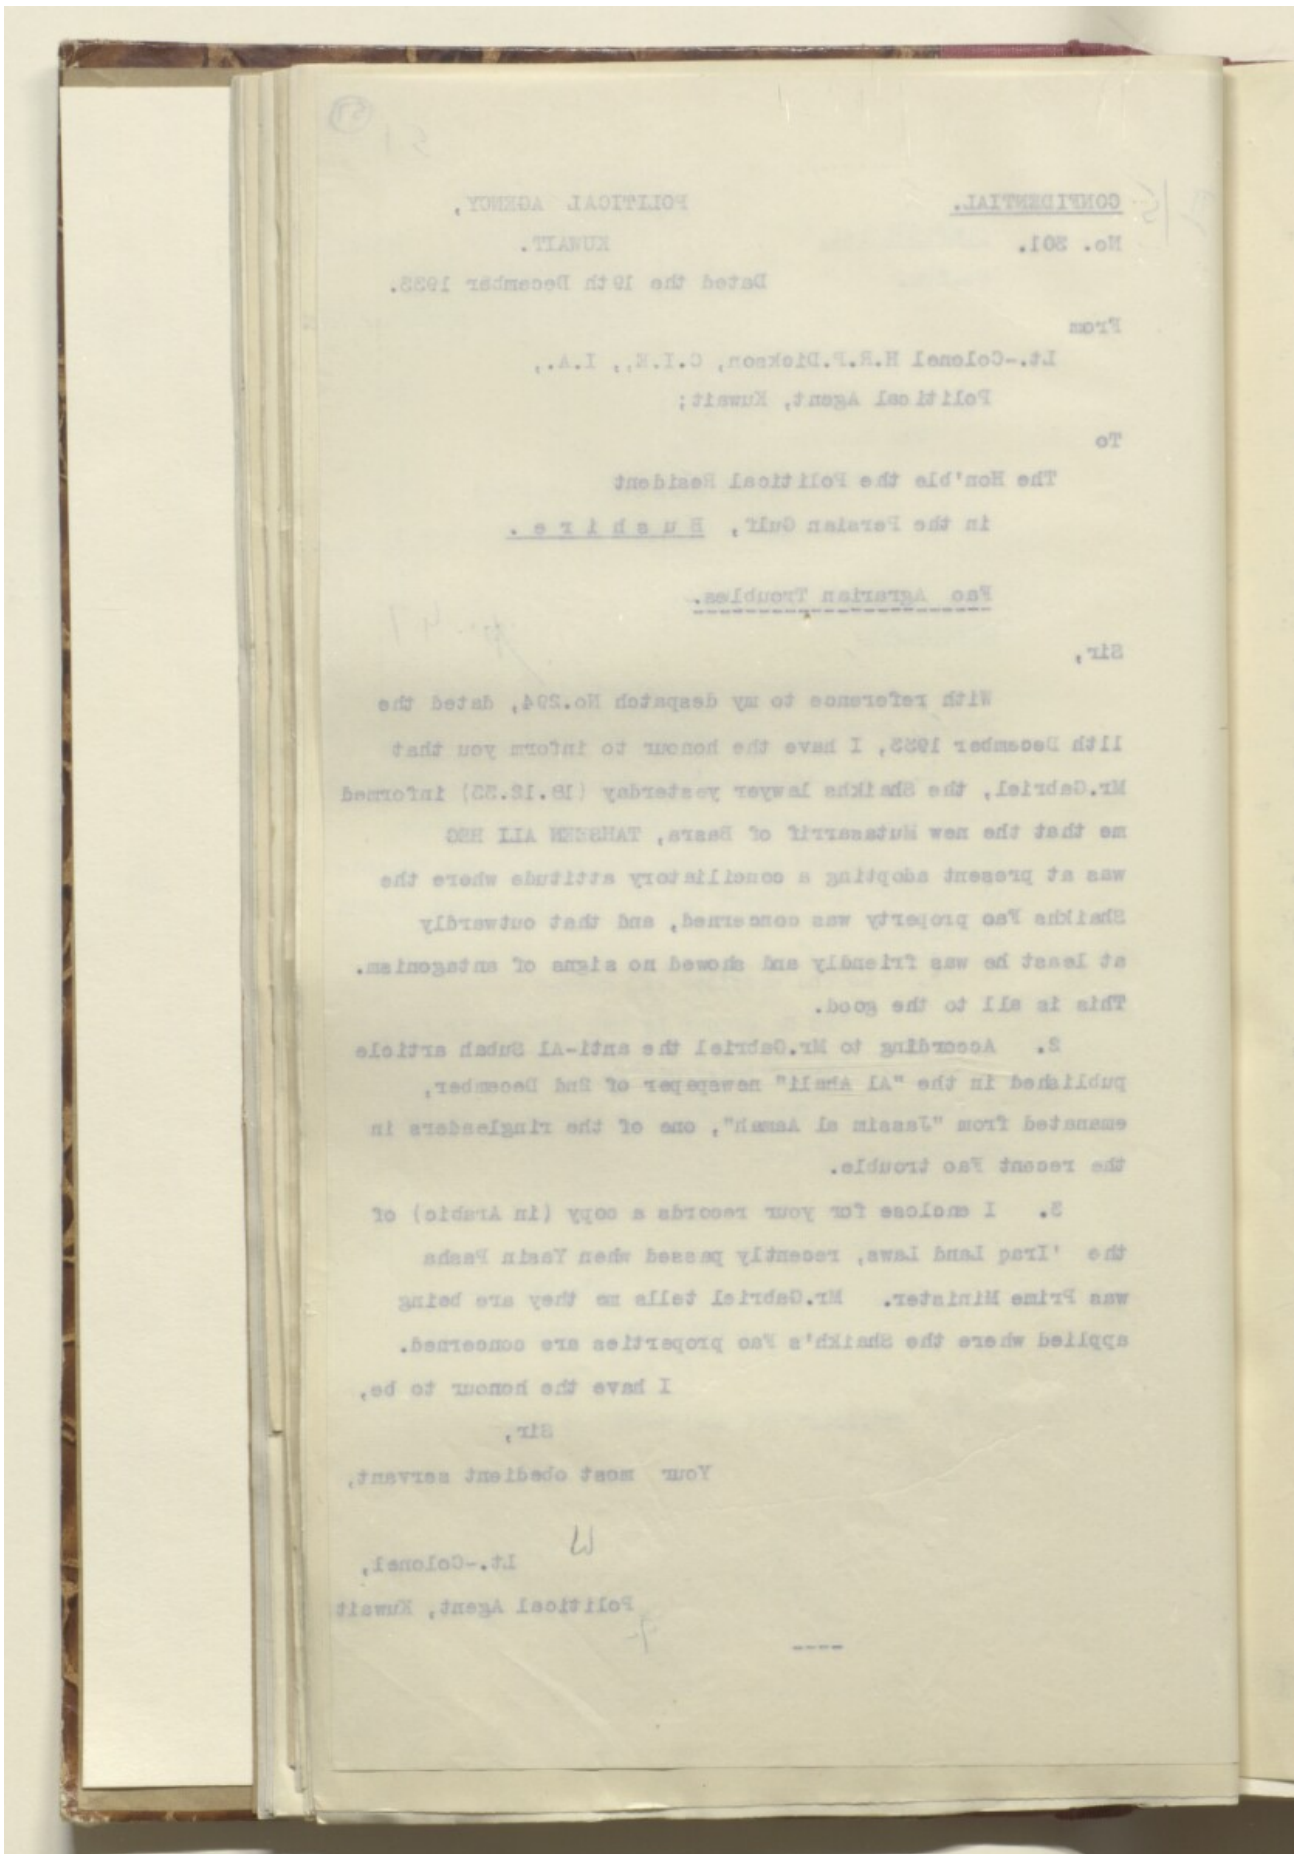 CONFIDENTIAL. POLITICAL AGENCY,
No. 301. KUWAIT.
Dated the 19th December 1933.
From
Lt.-Colonel H.R.P.Dickson, C.I.E,, I.A.,
Political Agent, Kuwait;
To
The Hon'ble the Political Resident
in the Persian Gulf, Bushire.
Fao Agrarian Troubles.
Sir,
With reference to my despatch No.294, dated the
11th December 1933, I have the honour to inform you that
Mr.Gabriel, the Shaikhs lawyer yesterday (18.12.33) informed
me that the new Mutasarrif of Basra, TAHSEEN ALI BEG
was at present adopting a conciliatory attitude where the
Shaikhs Fao property was concerned, and that outwardly
at least he was friendly and showed no signs of antagonism.
This is all to the good.
2. According to Mr.Gabriel the anti-Al Subah article
published in the "Al Ahali" newspeper of 2nd December,
emanated from "Jassim al Asmah", one of the ringleaders in
the recent Fao trouble.
3. I enclose for your records a copy (in Arabic) of
the 'Iraq Land Laws, recently passed when Yasin Pasha
was Prime Minister. Mr.Gabriel tells me they are being
applied where the Shaikh's Fao properties are concerned.
I have the honour to be,
Sir,
Your most obedient servant,
Lt.-Colonel,
Political Agent, Kuwait